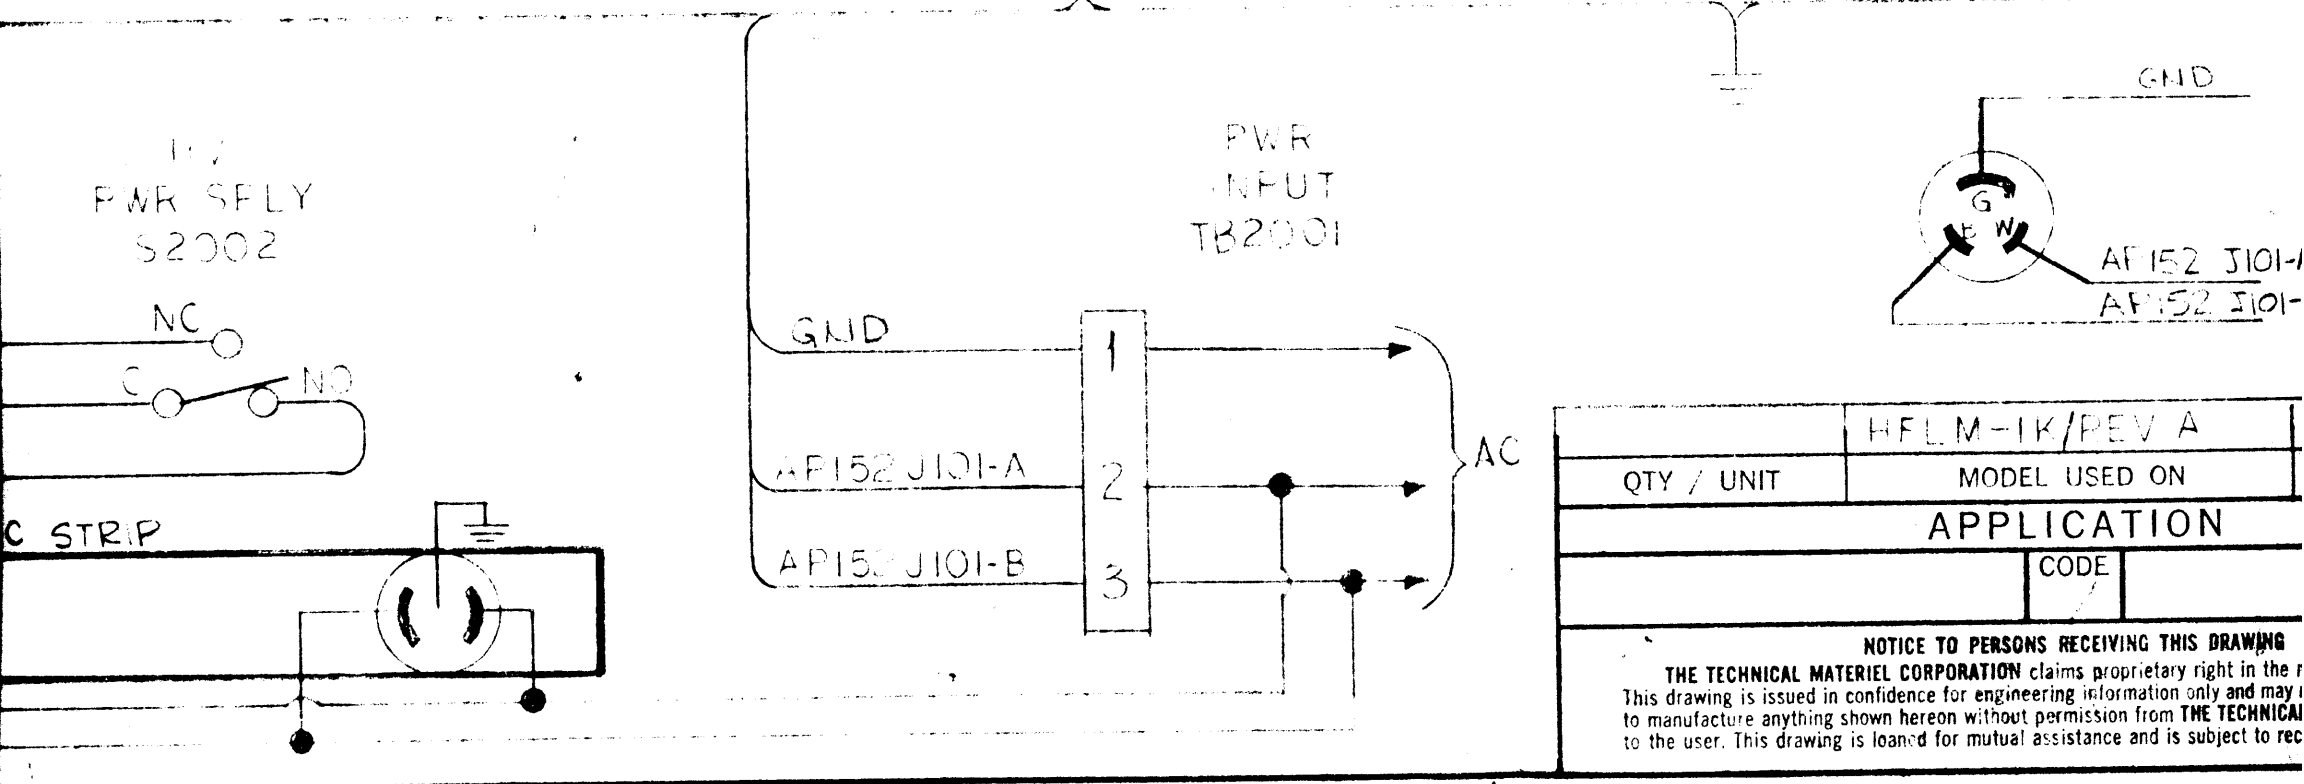 PWR SPLY
S2002
NC
C
NO
C STRIP
PWR
INPUT
TB2001
GND
1
AP152 J101-A
2
AP152 J101-B
3
AC
GND
G
B W
AP152 J101-A
AP152 J101-
HFLM-1K/REV A
QTY / UNIT
MODEL USED ON
APPLICATION
CODE
NOTICE TO PERSONS RECEIVING THIS DRAWING
THE TECHNICAL MATERIEL CORPORATION claims proprietary right in the
This drawing is issued in confidence for engineering information only and may
to manufacture anything shown hereon without permission from THE TECHNICAL
to the user. This drawing is loaned for mutual assistance and is subject to rec